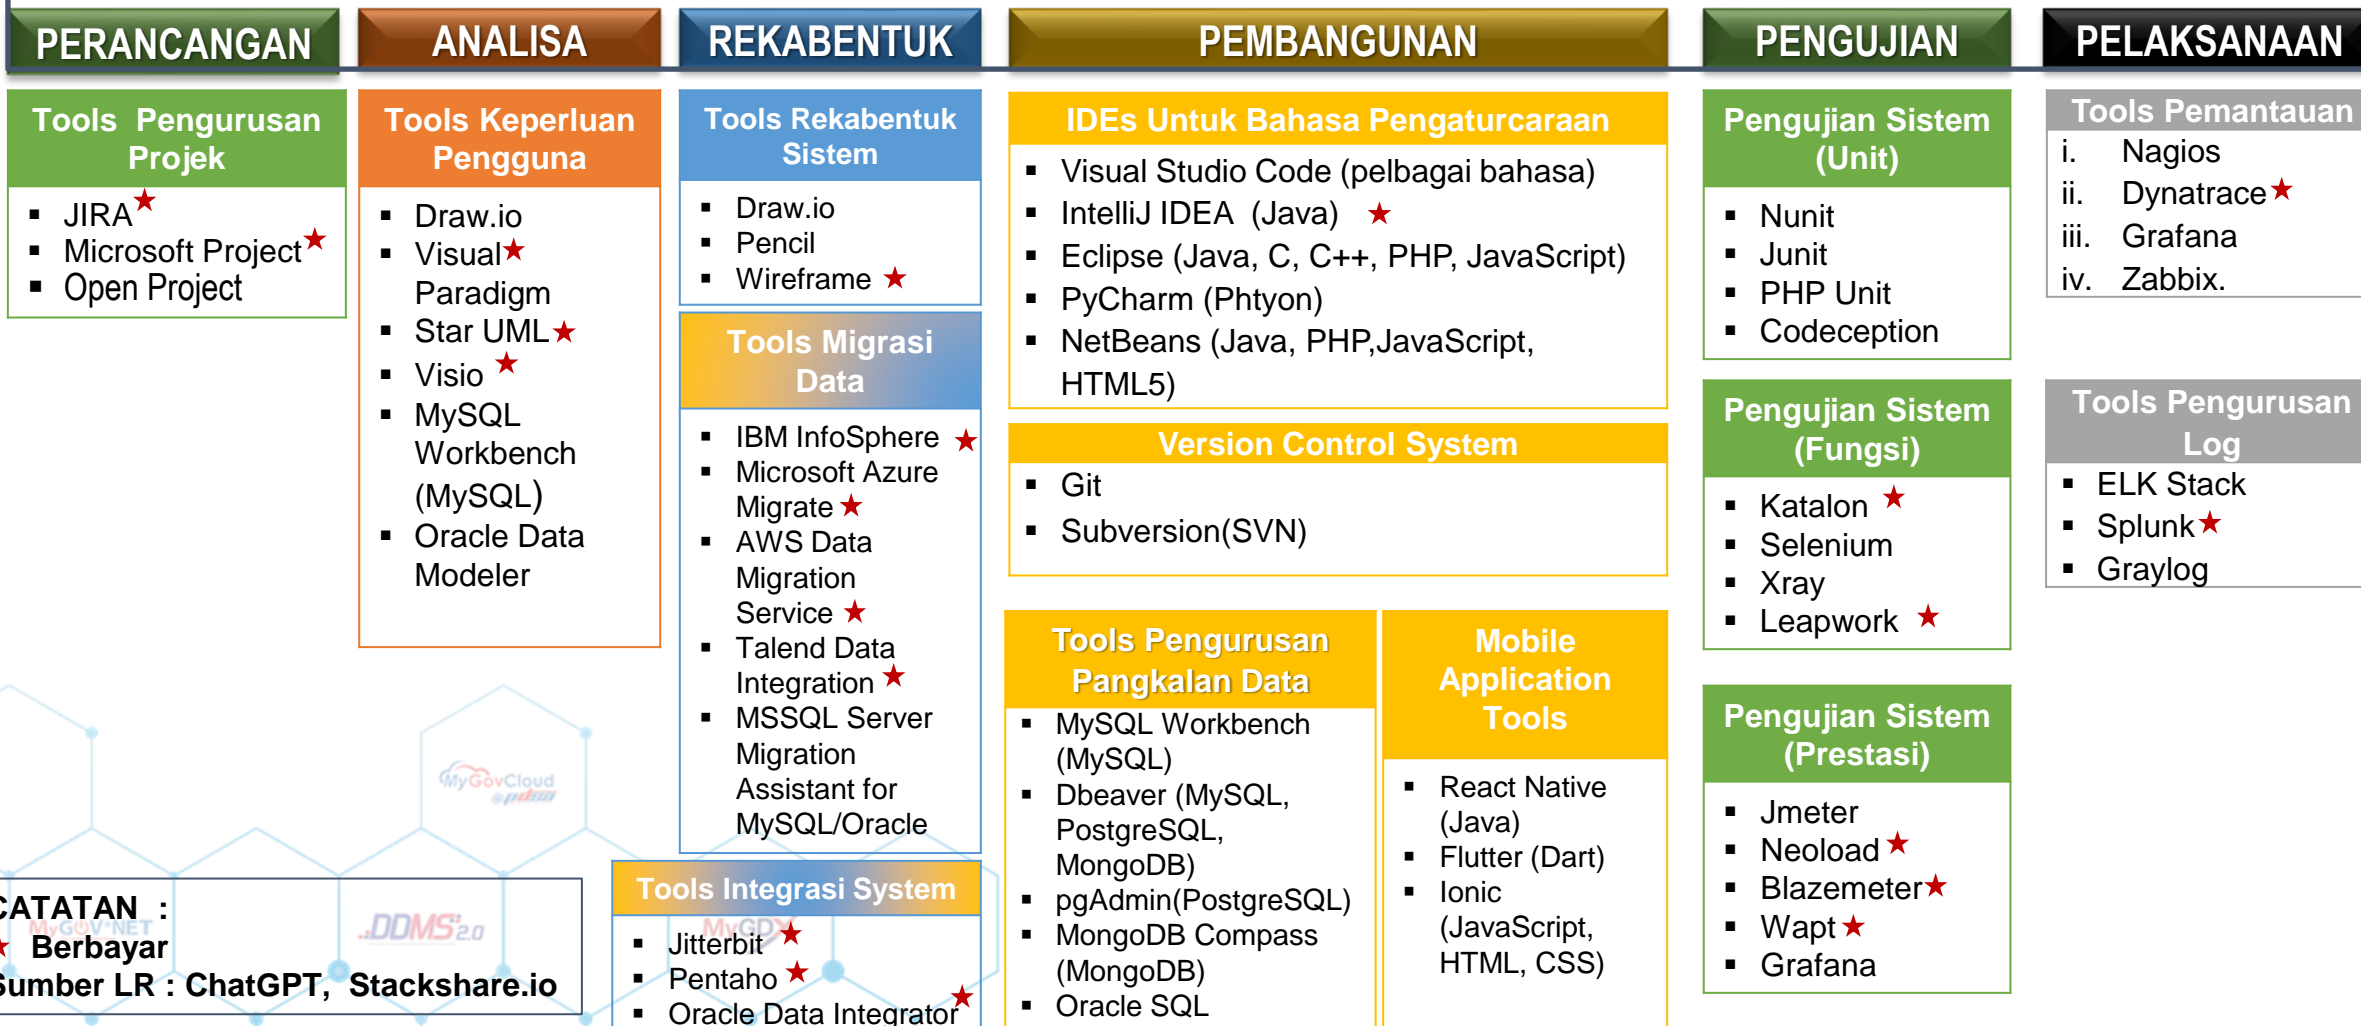 PERANCANGAN
ANALISA
REKABENTUK
PEMBANGUNAN
PENGUJIAN
PELAKSANAAN
Tools Pengurusan
Projek
JIRA
Microsoft Project
Open Project
Tools Keperluan
Pengguna
Draw.io
Visual
Paradigm
Star UML
Visio
MySQL
Workbench
(MySQL)
Oracle Data
Modeler
Tools Rekabentuk
Sistem
Draw.io
Pencil
Wireframe
Tools Migrasi
Data
IBM InfoSphere
Microsoft Azure
Migrate
AWS Data
Migration
Service
Talend Data
Integration
MSSQL Server
Migration
Assistant for
MySQL/Oracle
Tools Integrasi System
Jitterbit
Pentaho
Oracle Data Integrator
IDEs Untuk Bahasa Pengaturcaraan
Visual Studio Code (pelbagai bahasa)
IntelliJ IDEA (Java)
Eclipse (Java, C, C++, PHP, JavaScript)
PyCharm (Phtyon)
NetBeans (Java, PHP,JavaScript,
HTML5)
Version Control System
Git
Subversion(SVN)
Tools Pengurusan
Pangkalan Data
MySQL Workbench
(MySQL)
Dbeaver (MySQL,
PostgreSQL,
MongoDB)
pgAdmin(PostgreSQL)
MongoDB Compass
(MongoDB)
Oracle SQL
Mobile
Application
Tools
React Native
(Java)
Flutter (Dart)
Ionic
(JavaScript,
HTML, CSS)
Pengujian Sistem
(Unit)
Nunit
Junit
PHP Unit
Codeception
Pengujian Sistem
(Fungsi)
Katalon
Selenium
Xray
Leapwork
Pengujian Sistem
(Prestasi)
Jmeter
Neoload
Blazemeter
Wapt
Grafana
Tools Pemantauan
i. Nagios
ii. Dynatrace
iii. Grafana
iv. Zabbix.
Tools Pengurusan
Log
ELK Stack
Splunk
Graylog
MyGovCloud
@pdsa
CATATAN :
MyGOV*NET
Berbayar
Sumber LR : ChatGPT, Stackshare.io
.:DDMS 2.0
MyGDX